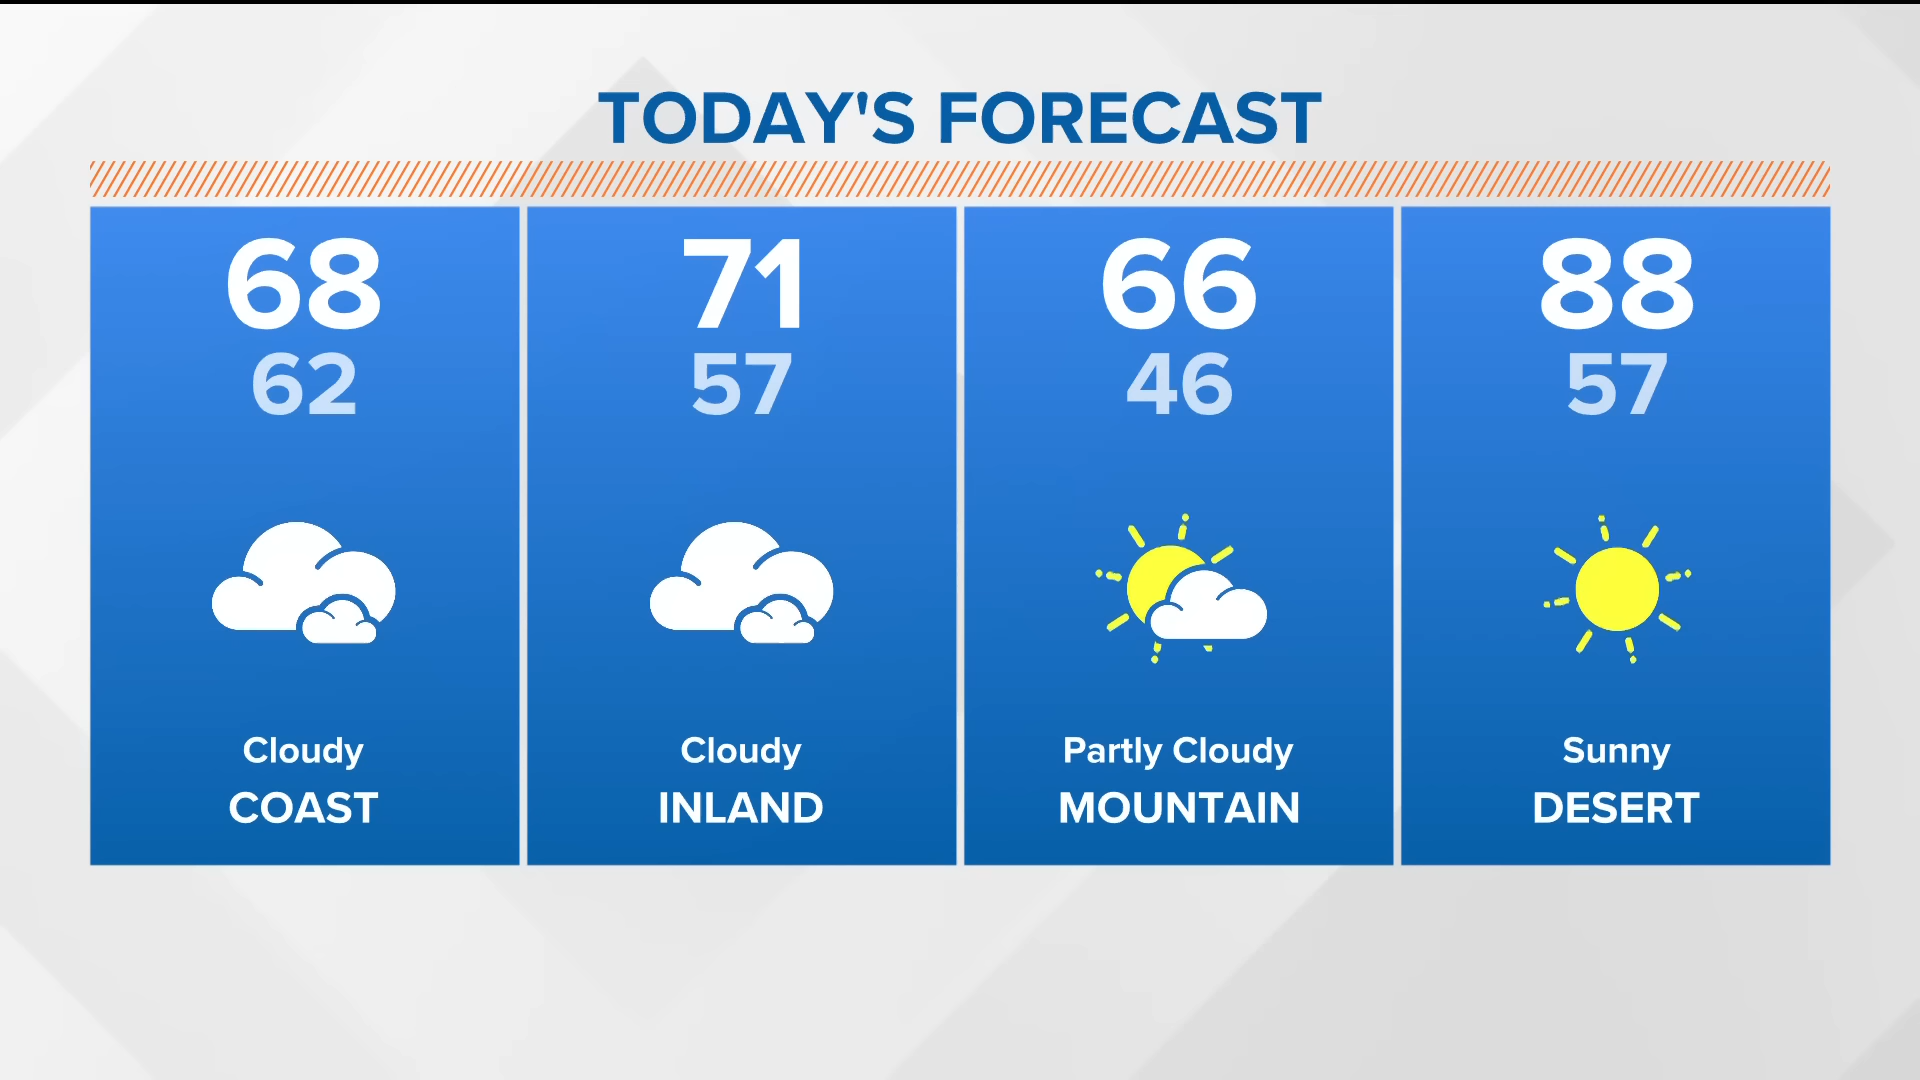 TODAY'S FORECAST
68
62
Cloudy
COAST
71
57
Cloudy
INLAND
66
46
Partly Cloudy
MOUNTAIN
88
57
Sunny
DESERT